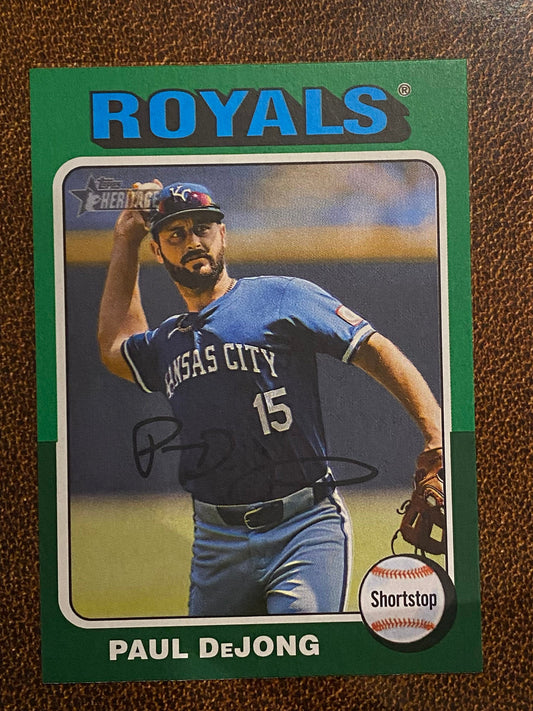 ROYALS®
Topps
HERITAGE
KC
KANSAS CITY
15
Shortstop
PAUL DeJONG